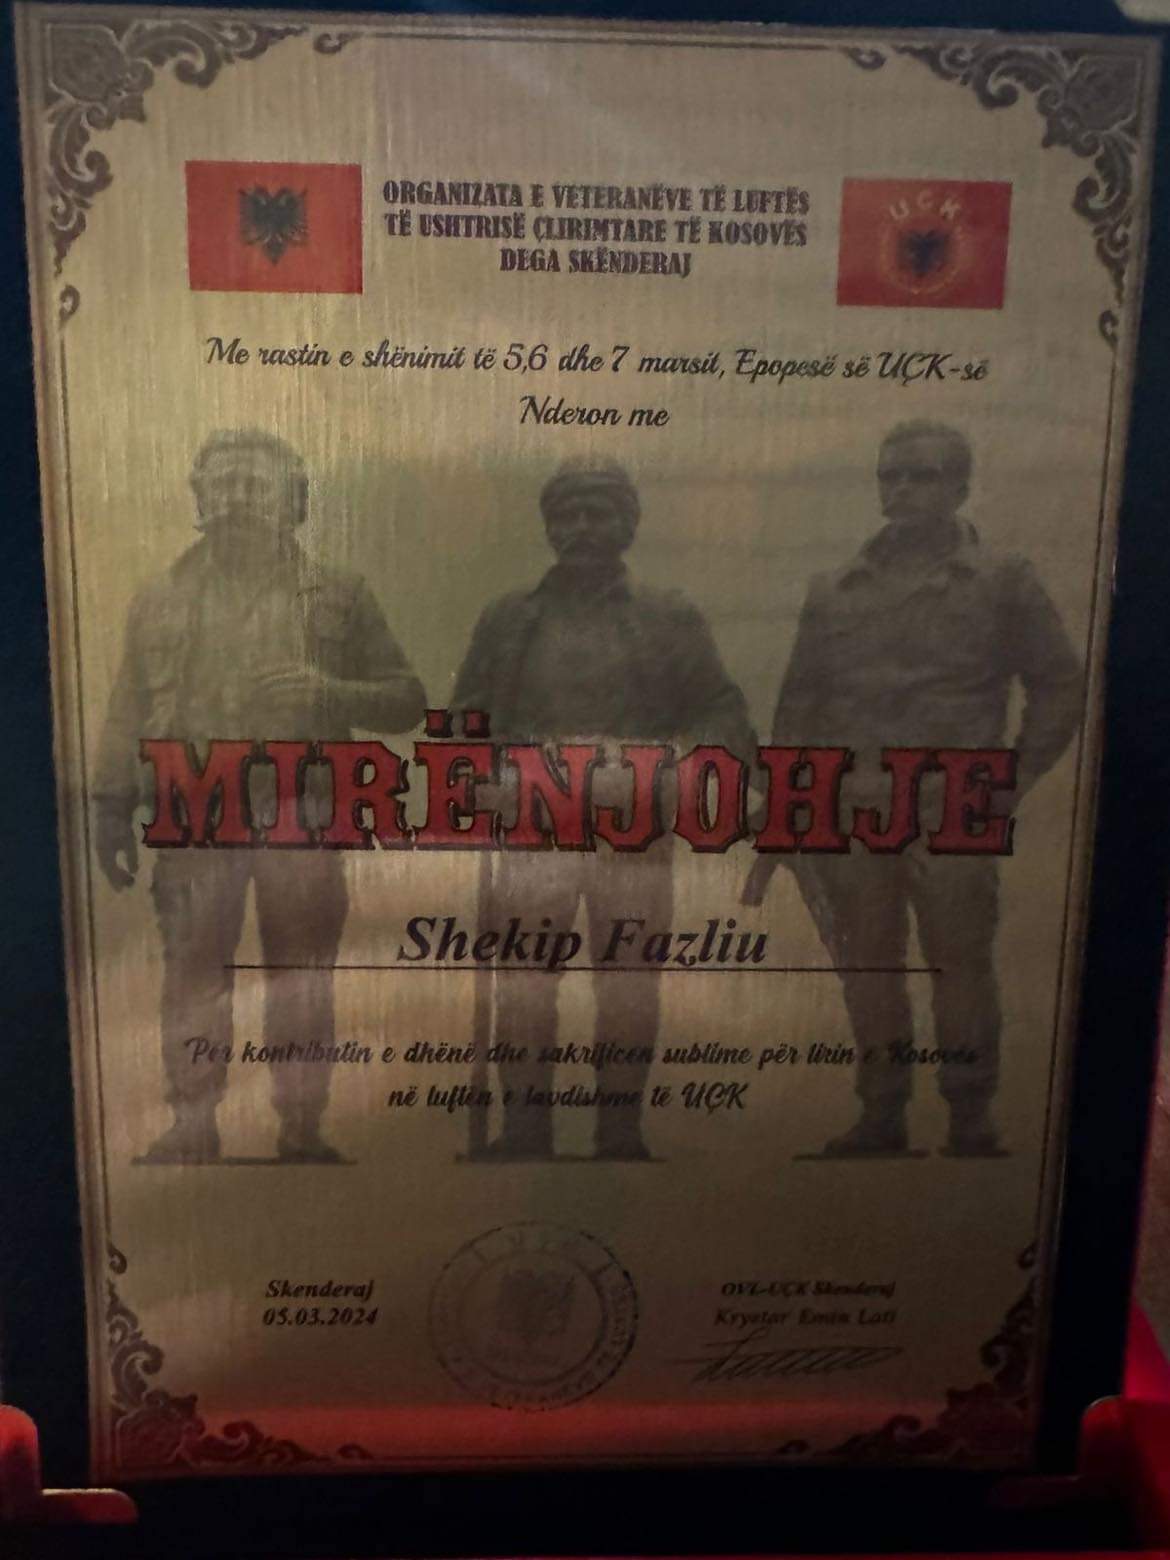 ORGANIZATA E VETERANËVE TË LUFTËS
TË USHTRISË ÇLIRIMTARE TË KOSOVËS
DEGA SKËNDERAJ
UÇK
Me rastin e shënimit të 5,6 dhe 7 marsit, Epopesë së UÇK-së
Nderon me
MIRËNJOHJE
Shekip Fazliu
Për kontributin e dhënë dhe sakrificen sublime për lirin e Kosovës
në luftën e lavdishme të UÇK
Skenderaj
05.03.2024
OVL-UÇK Skenderaj
Kryetar Emin Lati